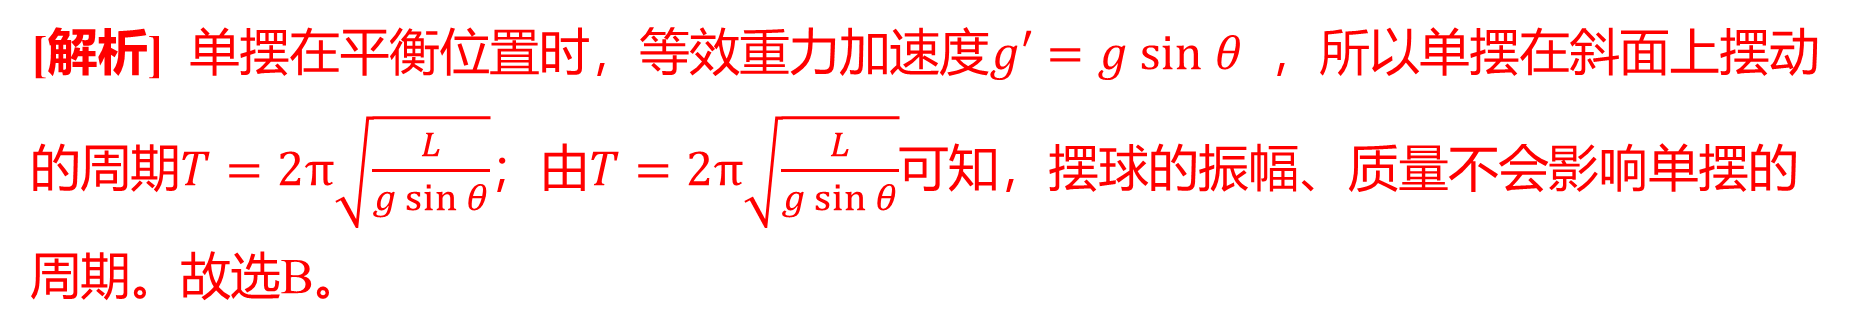 [解析] 单摆在平衡位置时，等效重力加速度g′ = g sin θ ，所以单摆在斜面上摆动
的周期T = 2π√(L/(g sin θ))；由T = 2π√(L/(g sin θ))可知，摆球的振幅、质量不会影响单摆的
周期。故选B。